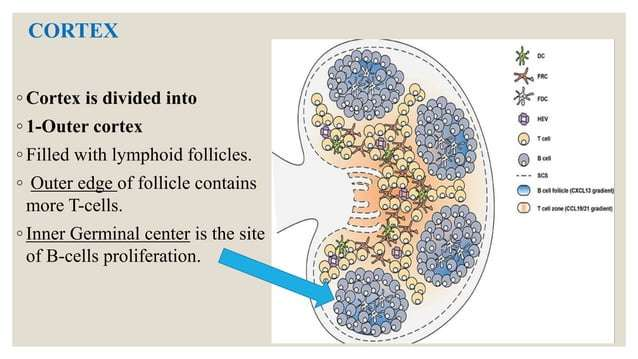 CORTEX
◦ Cortex is divided into
◦ 1-Outer cortex
◦ Filled with lymphoid follicles.
◦ Outer edge of follicle contains
more T-cells.
◦ Inner Germinal center is the site
of B-cells proliferation.
DC
FRC
FDC
HEV
T cell
B cell
SCS
B cell follicle (CXCL13 gradient)
T cell zone (CCL19/21 gradient)